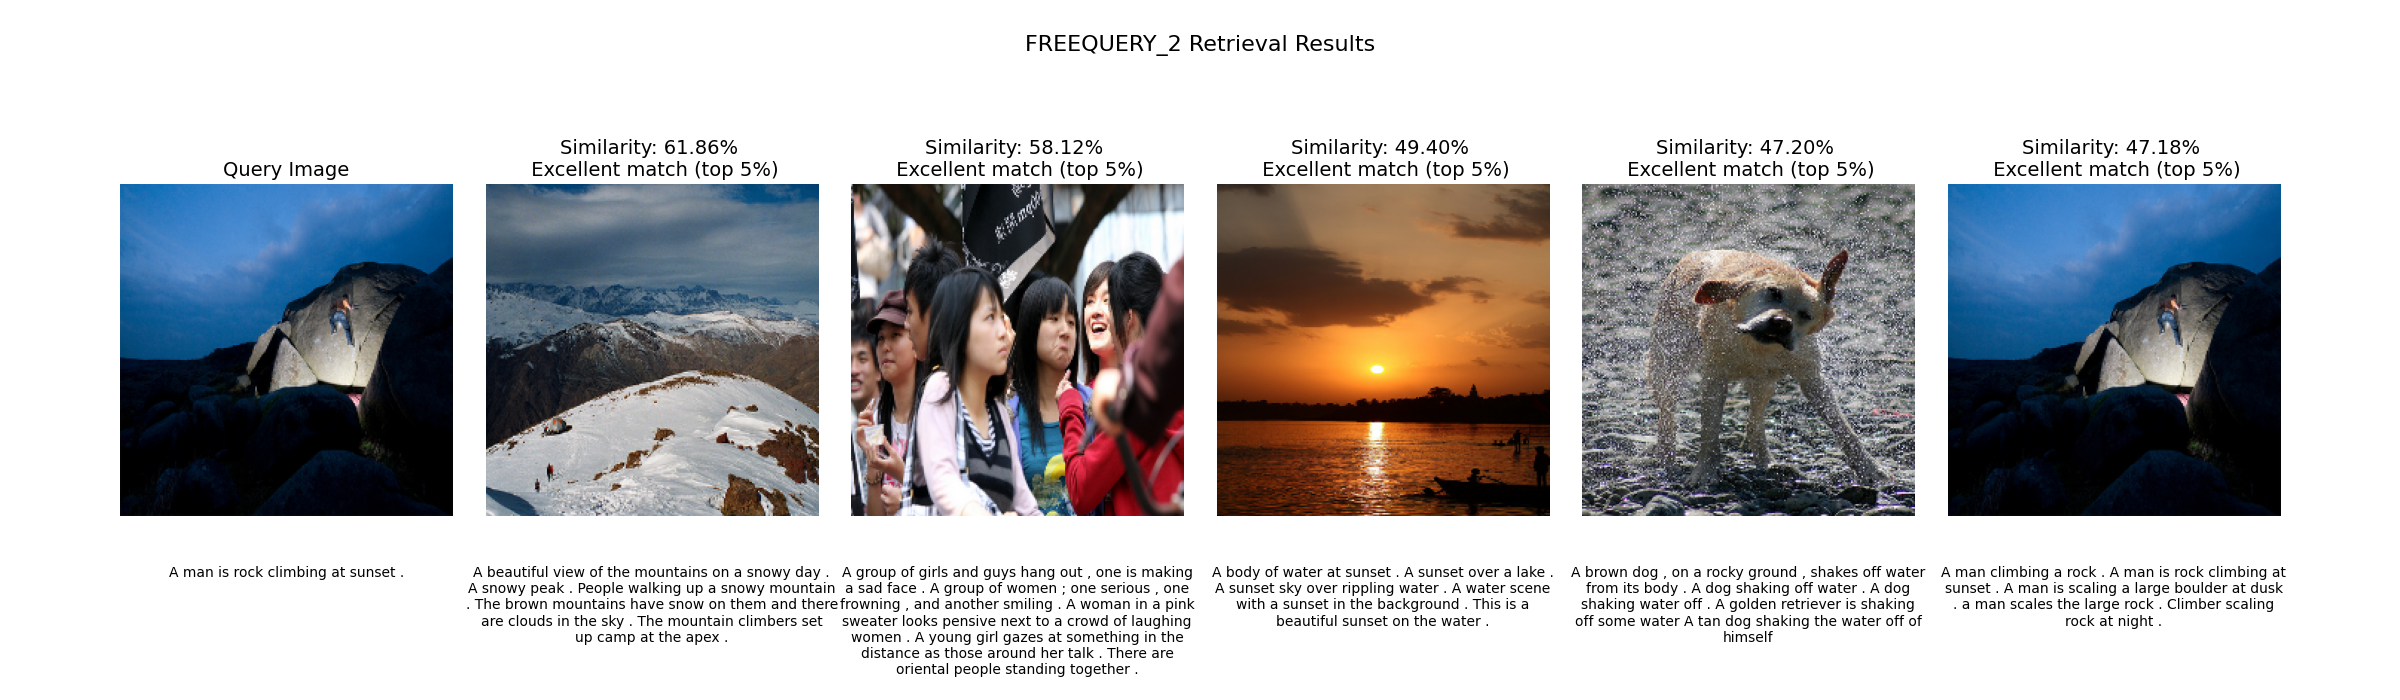 FREEQUERY_2 Retrieval Results
Query Image
Similarity: 61.86%
Excellent match (top 5%)
Similarity: 58.12%
Excellent match (top 5%)
Similarity: 49.40%
Excellent match (top 5%)
Similarity: 47.20%
Excellent match (top 5%)
Similarity: 47.18%
Excellent match (top 5%)
A man is rock climbing at sunset .
A beautiful view of the mountains on a snowy day .
A snowy peak . People walking up a snowy mountain
. The brown mountains have snow on them and there
are clouds in the sky . The mountain climbers set
up camp at the apex .
A group of girls and guys hang out , one is making
a sad face . A group of women ; one serious , one
frowning , and another smiling . A woman in a pink
sweater looks pensive next to a crowd of laughing
women . A young girl gazes at something in the
distance as those around her talk . There are
oriental people standing together .
A body of water at sunset . A sunset over a lake .
A sunset sky over rippling water . A water scene
with a sunset in the background . This is a
beautiful sunset on the water .
A brown dog , on a rocky ground , shakes off water
from its body . A dog shaking off water . A dog
shaking water off . A golden retriever is shaking
off some water A tan dog shaking the water off of
himself
A man climbing a rock . A man is rock climbing at
sunset . A man is scaling a large boulder at dusk
. a man scales the large rock . Climber scaling
rock at night .